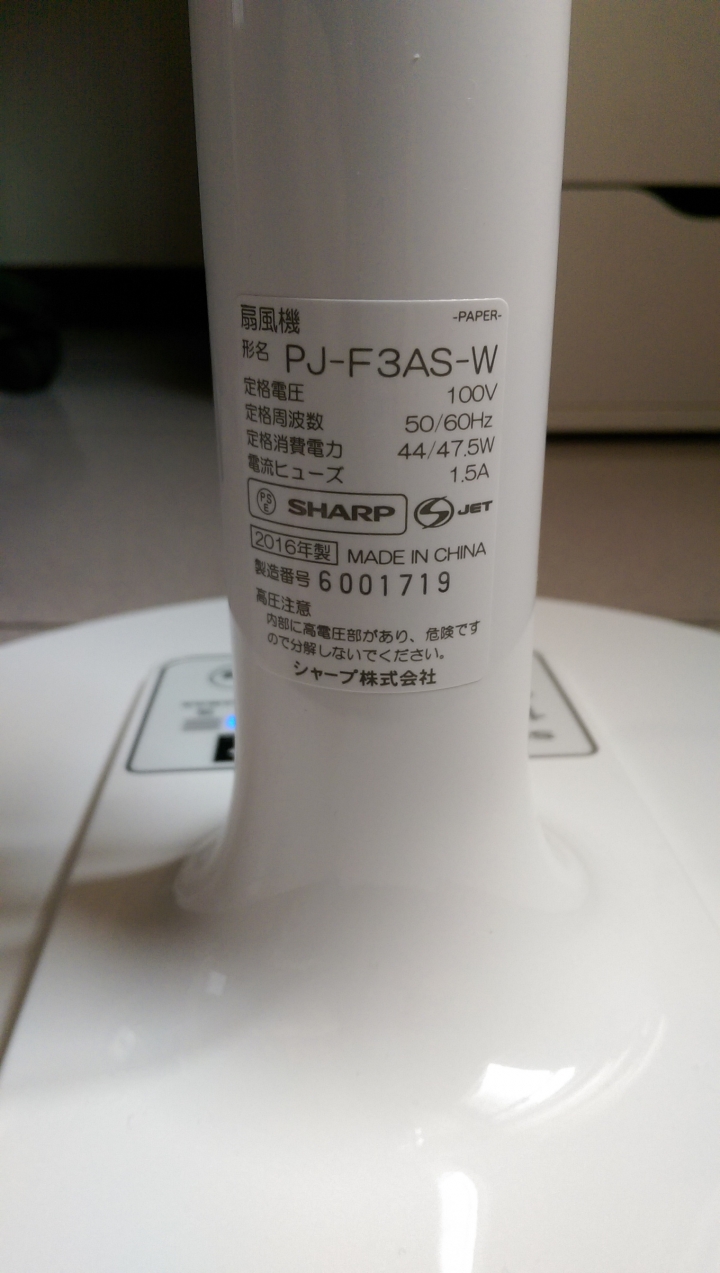 扇風機 -PAPER-
形名 PJ-F3AS-W
定格電圧 100V
定格周波数 50/60Hz
定格消費電力 44/47.5W
電流ヒューズ 1.5A
PSE SHARP JET
2016年製 MADE IN CHINA
製造番号 6001719
高圧注意
内部に高電圧部があり、危険です
ので分解しないでください。
シャープ株式会社